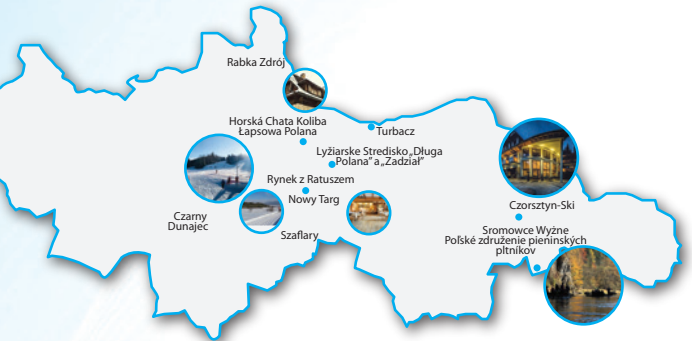 Rabka Zdrój
Horská Chata Koliba
Łapsowa Polana
Turbacz
Lyžiarske Stredisko „Długa
Polana” a „Zadział”
Rynek z Ratuszem
Nowy Targ
Czarny
Dunajec
Szaflary
Czorsztyn-Ski
Sromowce Wyżne
Poľské združenie pieninských
pltníkov